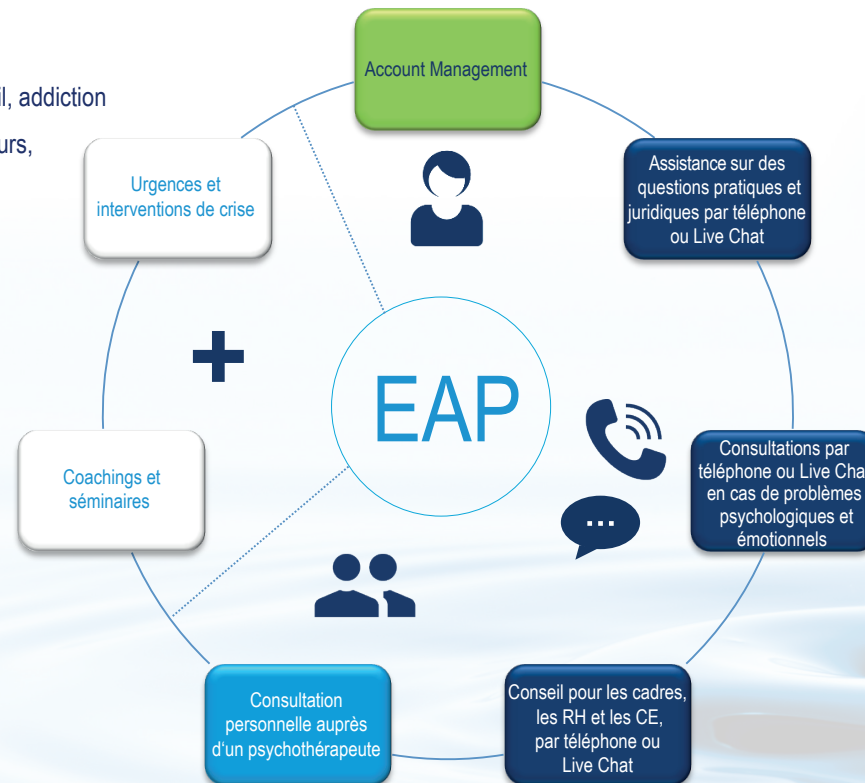 Account Management
il, addiction
urs,
Urgences et
interventions de crise
Assistance sur des
questions pratiques et
juridiques par téléphone
ou Live Chat
EAP
Coachings et
séminaires
Consultations par
téléphone ou Live Cha
en cas de problèmes
psychologiques et
émotionnels
Consultation
personnelle auprès
d'un psychothérapeute
Conseil pour les cadres,
les RH et les CE,
par téléphone ou
Live Chat